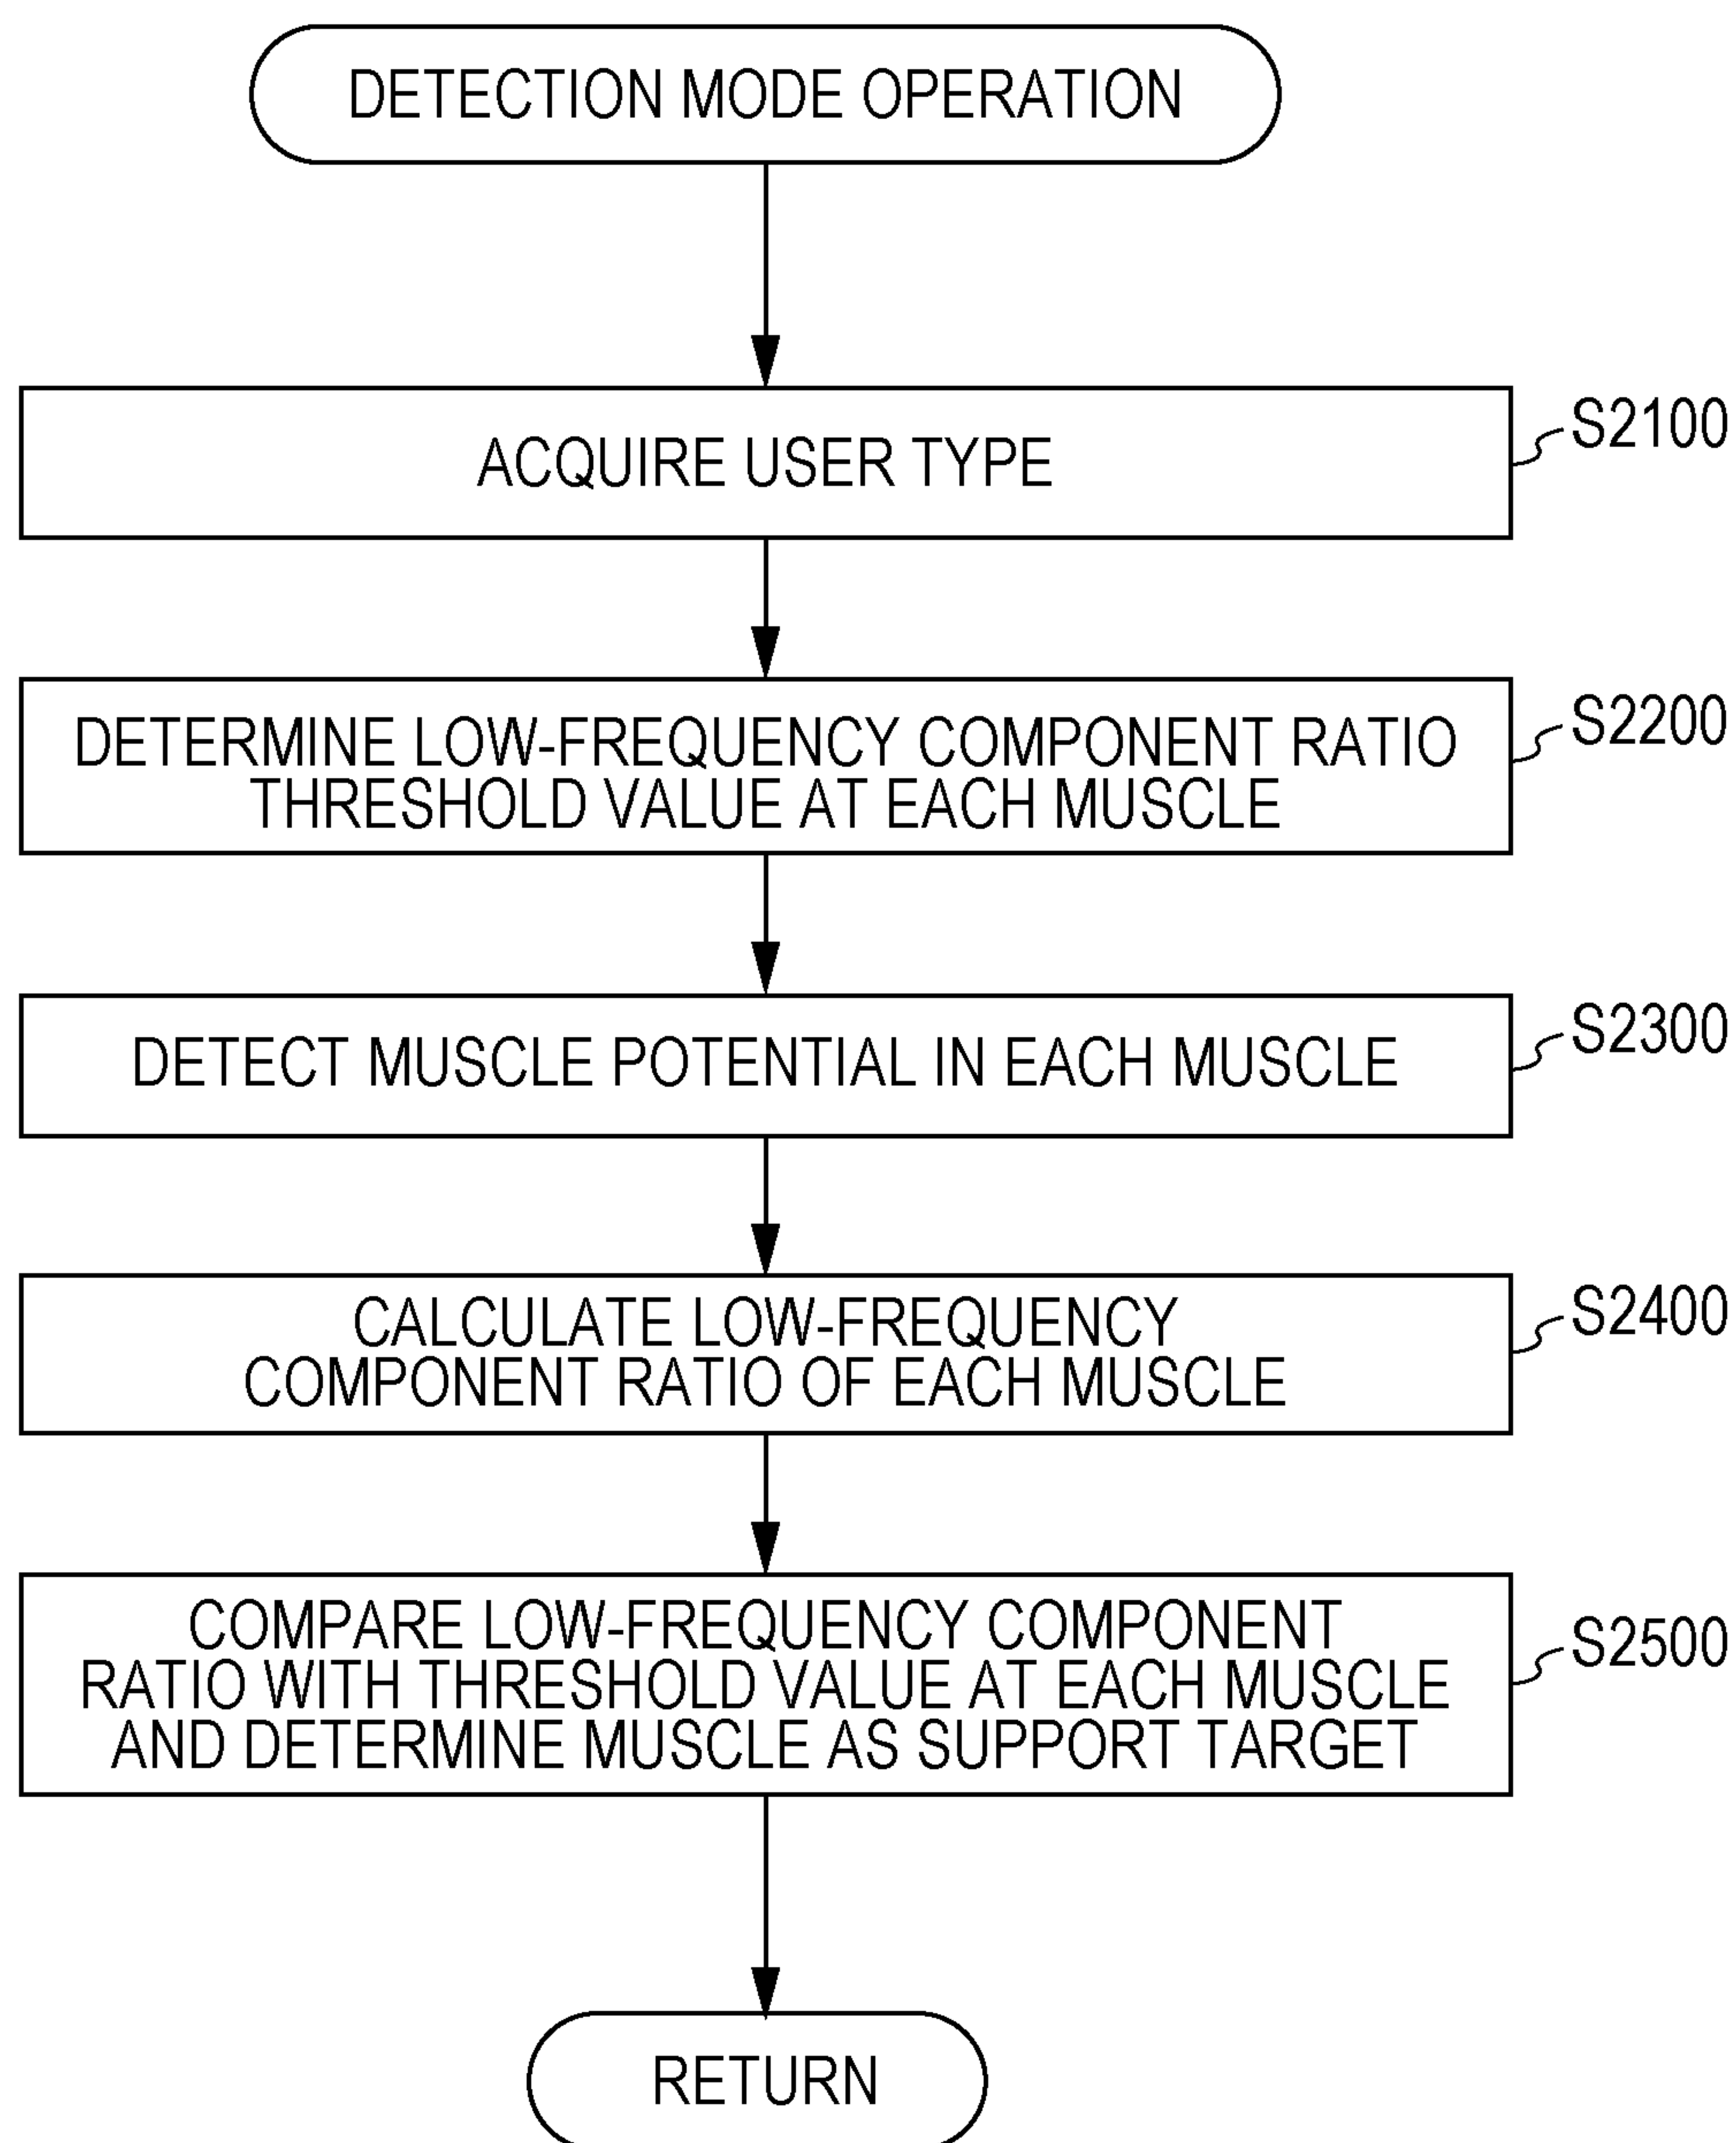 DETECTION MODE OPERATION
ACQUIRE USER TYPE
S2100
DETERMINE LOW-FREQUENCY COMPONENT RATIO
THRESHOLD VALUE AT EACH MUSCLE
S2200
DETECT MUSCLE POTENTIAL IN EACH MUSCLE
S2300
CALCULATE LOW-FREQUENCY
COMPONENT RATIO OF EACH MUSCLE
S2400
COMPARE LOW-FREQUENCY COMPONENT
RATIO WITH THRESHOLD VALUE AT EACH MUSCLE
AND DETERMINE MUSCLE AS SUPPORT TARGET
S2500
RETURN